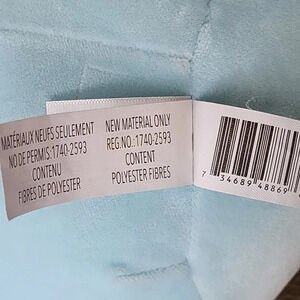 MATÉRIAUX NEUFS SEULEMENT
NO DE PERMIS:1740-2593
CONTENU
FIBRES DE POLYESTER
NEW MATERIAL ONLY
REG.NO.:1740-2593
CONTENT
POLYESTER FIBRES
7 34689 48869